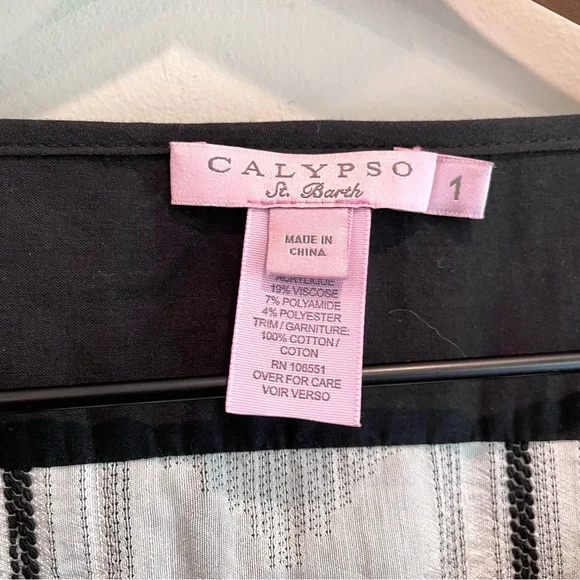 CALYPSO
St. Barth
1
MADE IN
CHINA
ACRYLIQUE
19% VISCOSE
7% POLYAMIDE
4% POLYESTER
TRIM / GARNITURE:
100% COTTON /
COTON
RN 106551
OVER FOR CARE
VOIR VERSO